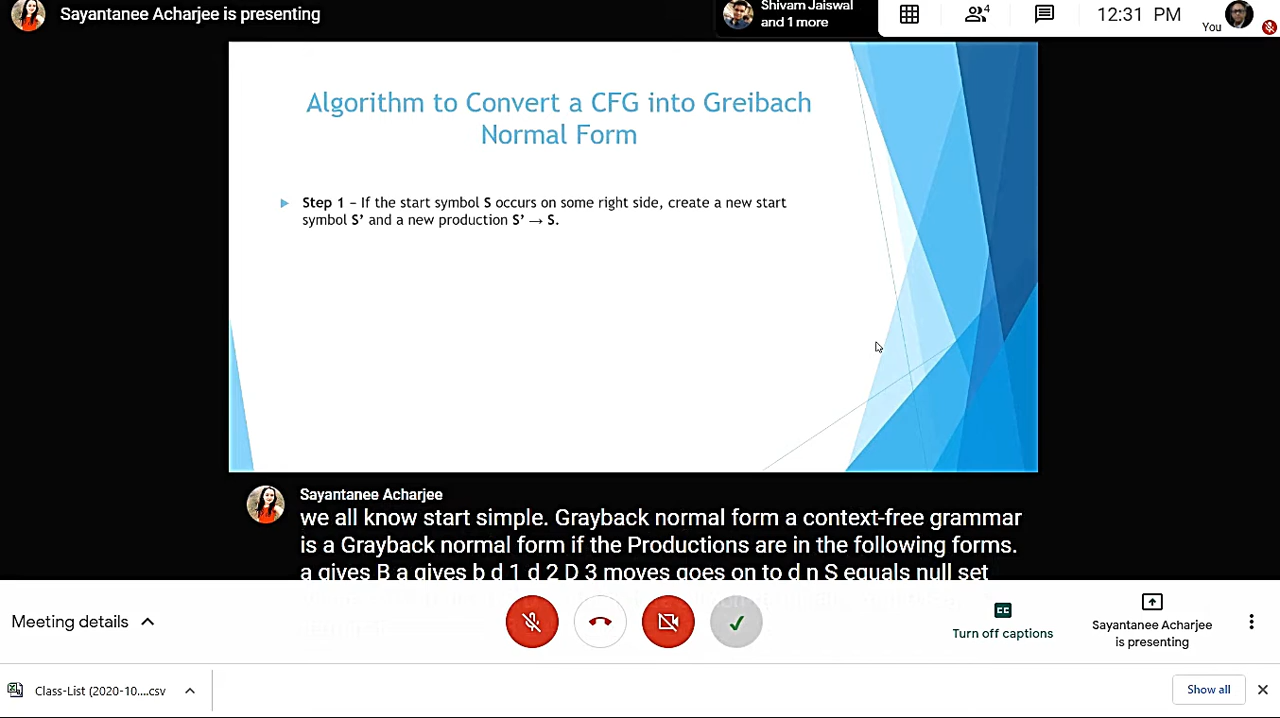 Sayantanee Acharjee is presenting
Shivam Jaiswal
and 1 more
4
12:31 PM
You
Algorithm to Convert a CFG into Greibach
Normal Form
Step 1 – If the start symbol S occurs on some right side, create a new start
symbol S’ and a new production S’ → S.
Sayantanee Acharjee
we all know start simple. Grayback normal form a context-free grammar
is a Grayback normal form if the Productions are in the following forms.
a gives B a gives b d 1 d 2 D 3 moves goes on to d n S equals null set
Meeting details
CC
Turn off captions
Sayantanee Acharjee
is presenting
Class-List (2020-10....csv
Show all